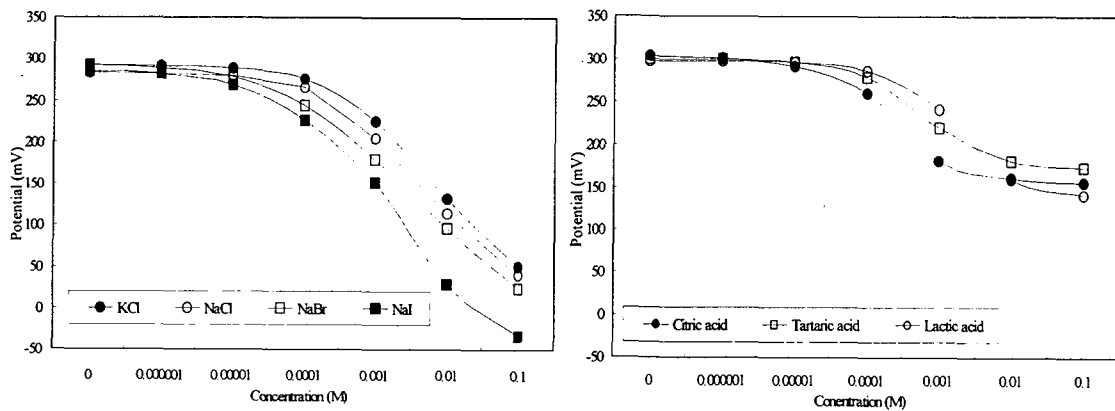 350
300
250
200
150
100
50
0
-50
Potential (mV)
KCl NaCl NaBr NaI
0 0.000001 0.00001 0.0001 0.001 0.01 0.1
Concentration (M)
350
300
250
200
150
100
50
0
-50
Potential (mV)
Citric acid Tartaric acid Lactic acid
0 0.000001 0.00001 0.0001 0.001 0.01 0.1
Conentration (M)